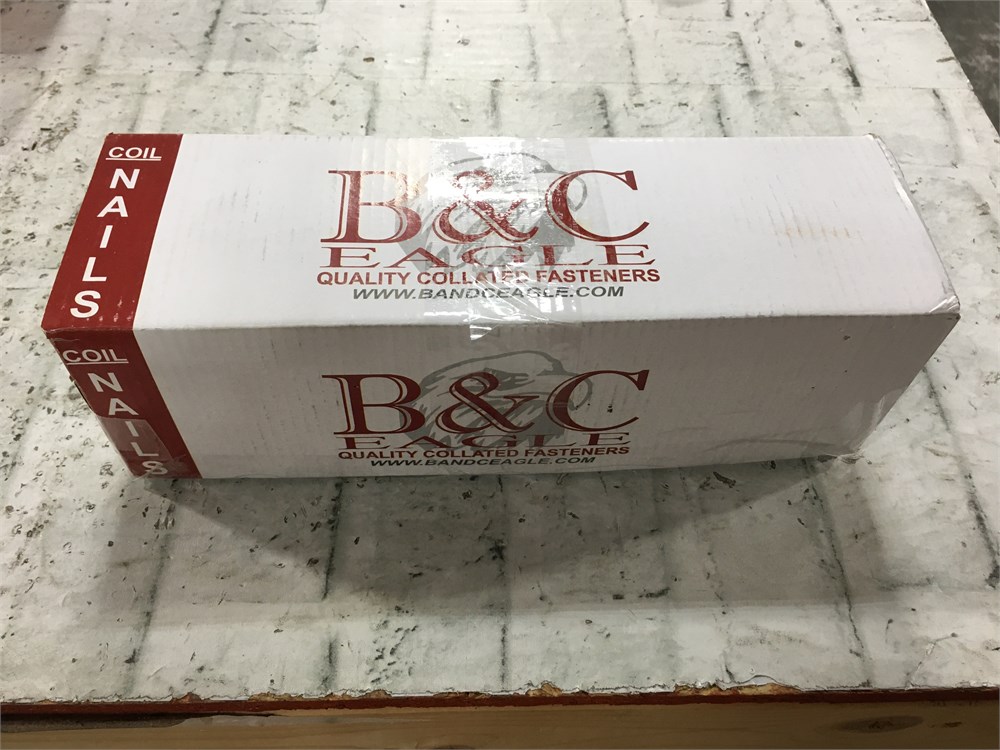 COIL
NAILS
B&C
EAGLE
QUALITY COLLATED FASTENERS
WWW.BANDCEAGLE.COM
COIL
NAILS
B&C
EAGLE
QUALITY COLLATED FASTENERS
WWW.BANDCEAGLE.COM